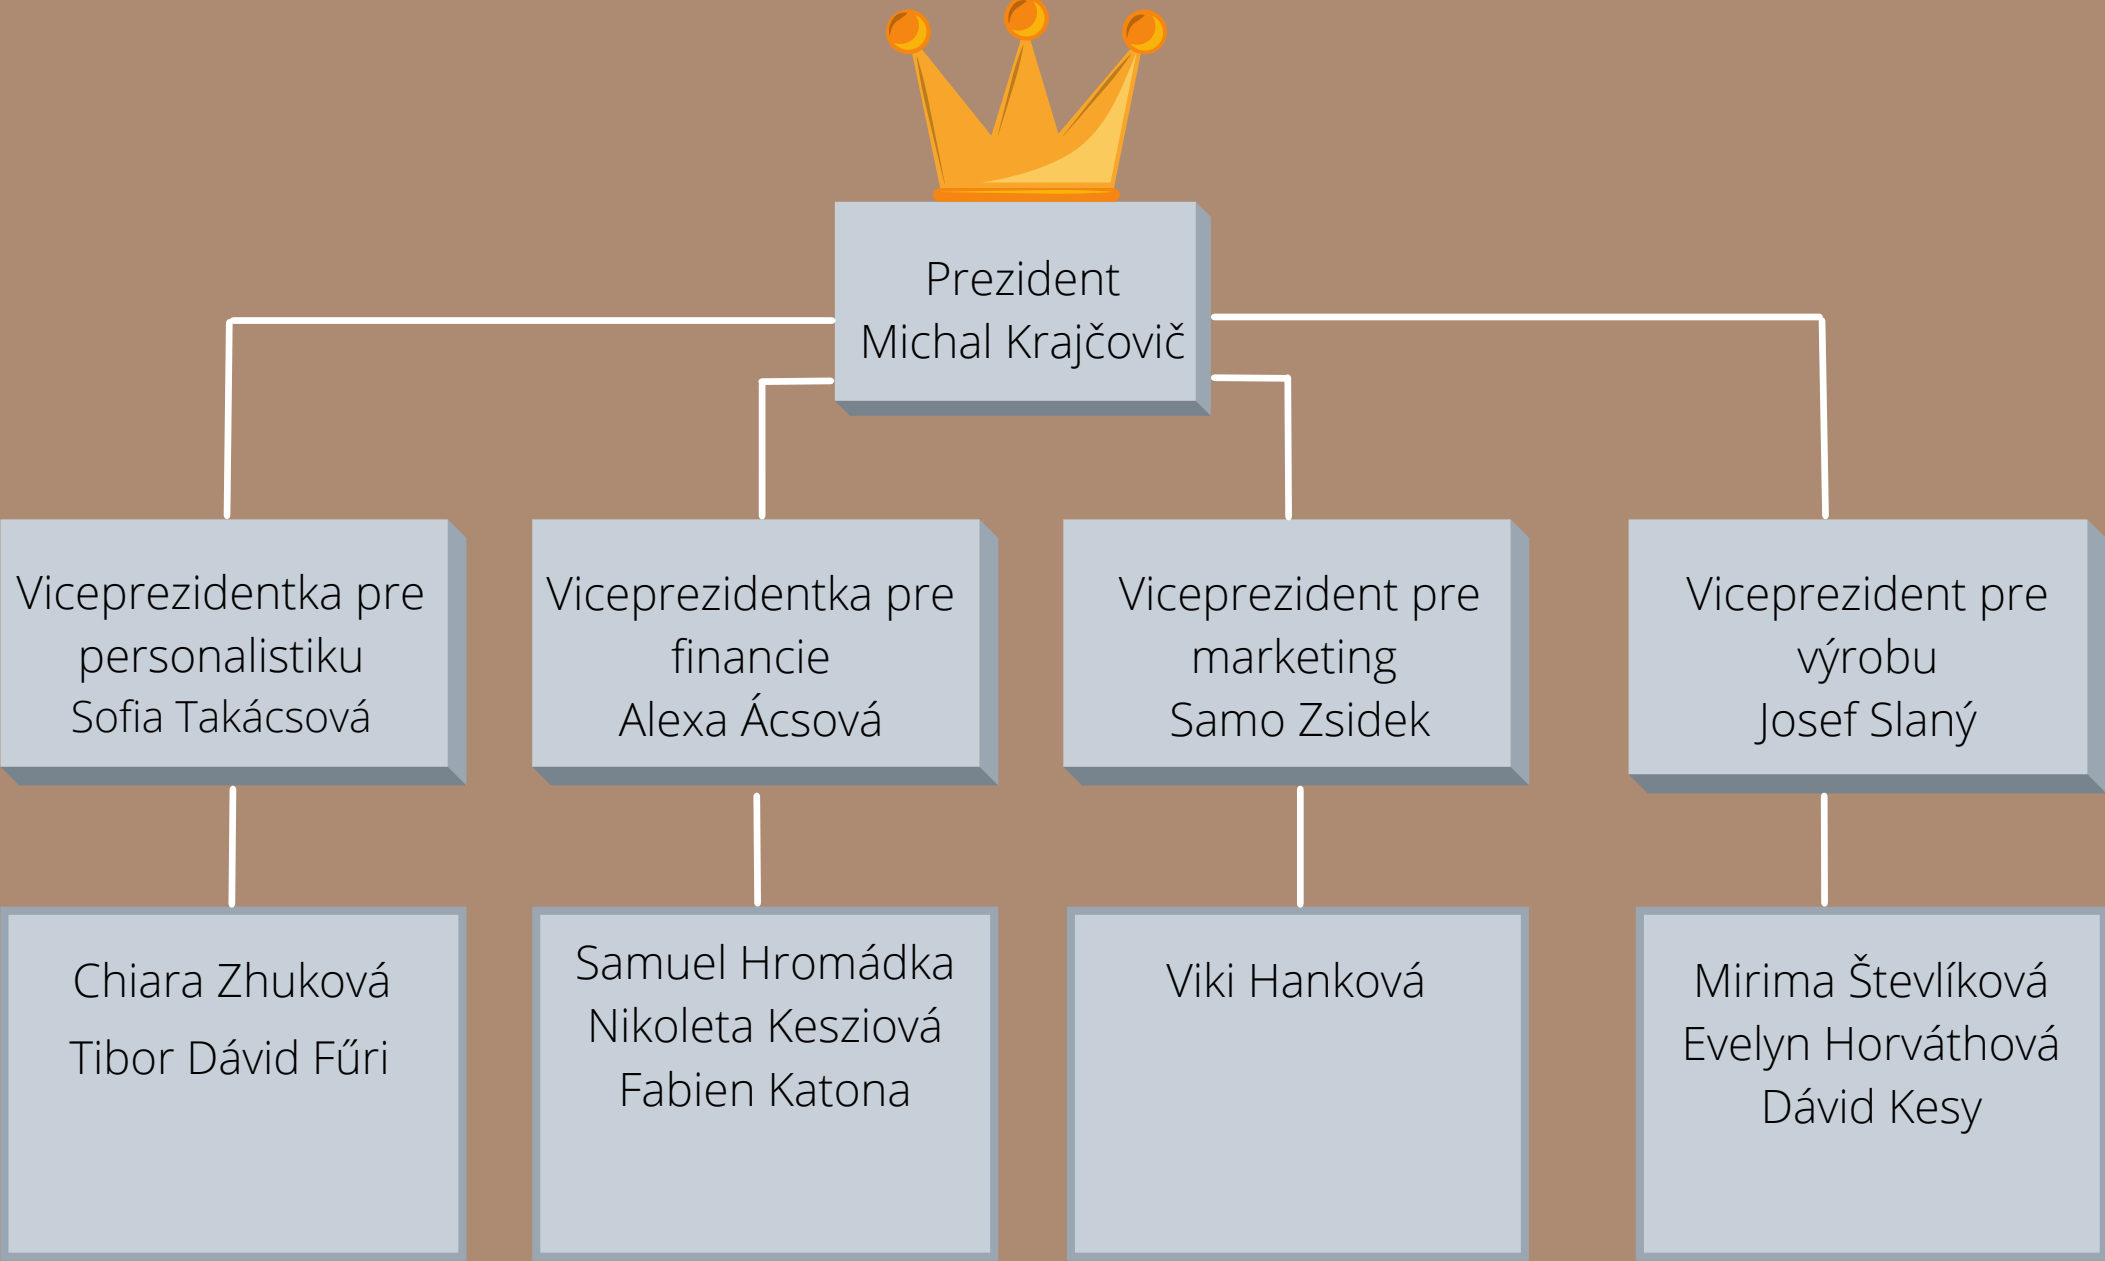 Prezident
Michal Krajčovič
Viceprezidentka pre
personalistiku
Sofia Takácsová
Viceprezidentka pre
financie
Alexa Ácsová
Viceprezident pre
marketing
Samo Zsidek
Viceprezident pre
výrobu
Josef Slaný
Chiara Zhuková
Tibor Dávid Fűri
Samuel Hromádka
Nikoleta Kesziová
Fabien Katona
Viki Hanková
Mirima Števlíková
Evelyn Horváthová
Dávid Kesy